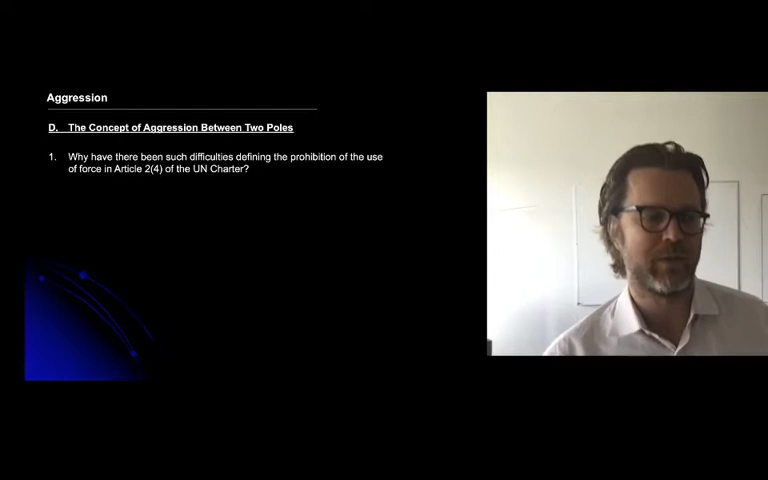 Aggression
D. The Concept of Aggression Between Two Poles
1. Why have there been such difficulties defining the prohibition of the use
of force in Article 2(4) of the UN Charter?